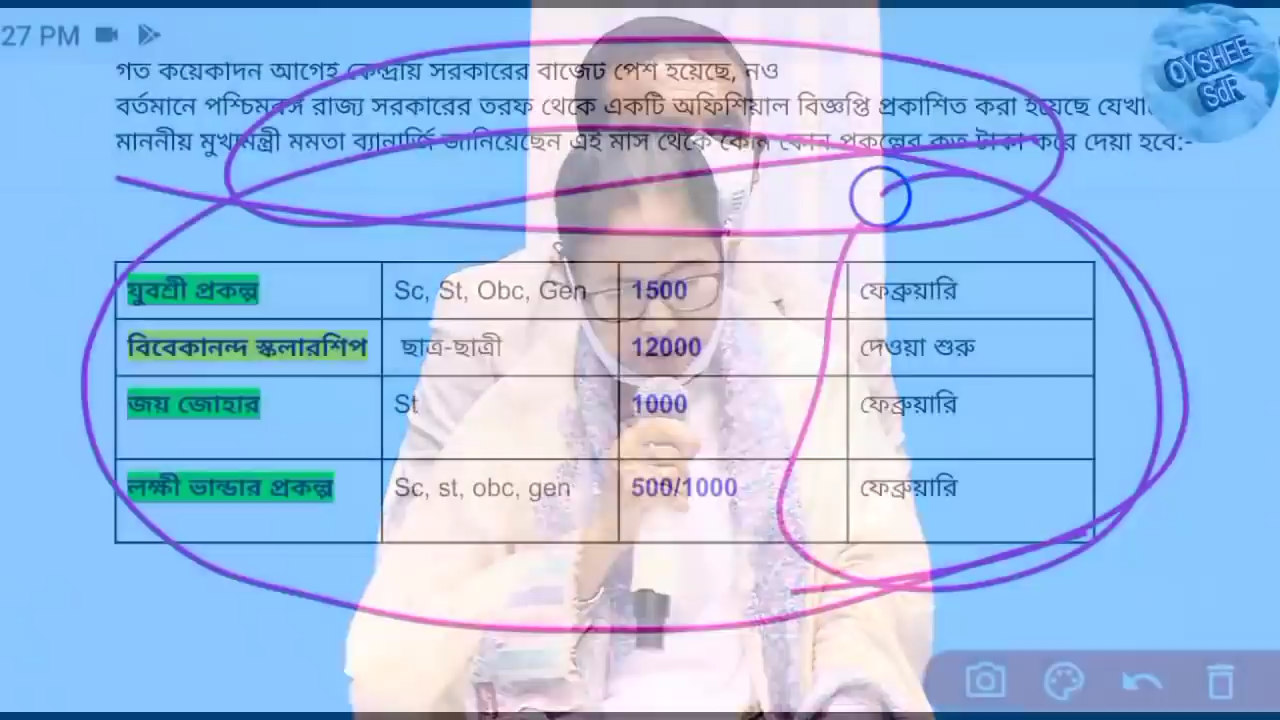 27 PM
OYSHEE
SdR
গত কয়েকাদন আগেই কেন্দ্রায় সরকারের বাজেট পেশ হয়েছে, নও
বর্তমানে পশ্চিমবঙ্গ রাজ্য সরকারের তরফ থেকে একটি অফিশিয়াল বিজ্ঞপ্তি প্রকাশিত করা হয়েছে
মাননীয় মুখ্যমন্ত্রী মমতা ব্যানার্জি জানিয়েছেন এই মাস থেকে কোন কোন প্রকল্পের কত টাকা করে দেয়া হবে:-
যুবশ্রী প্রকল্প Sc, St, Obc, Gen 1500 ফেব্রুয়ারি
বিবেকানন্দ স্কলারশিপ ছাত্র-ছাত্রী 12000 দেওয়া শুরু
জয় জোহার St 1000 ফেব্রুয়ারি
লক্ষী ভান্ডার প্রকল্প Sc, st, obc, gen 500/1000 ফেব্রুয়ারি